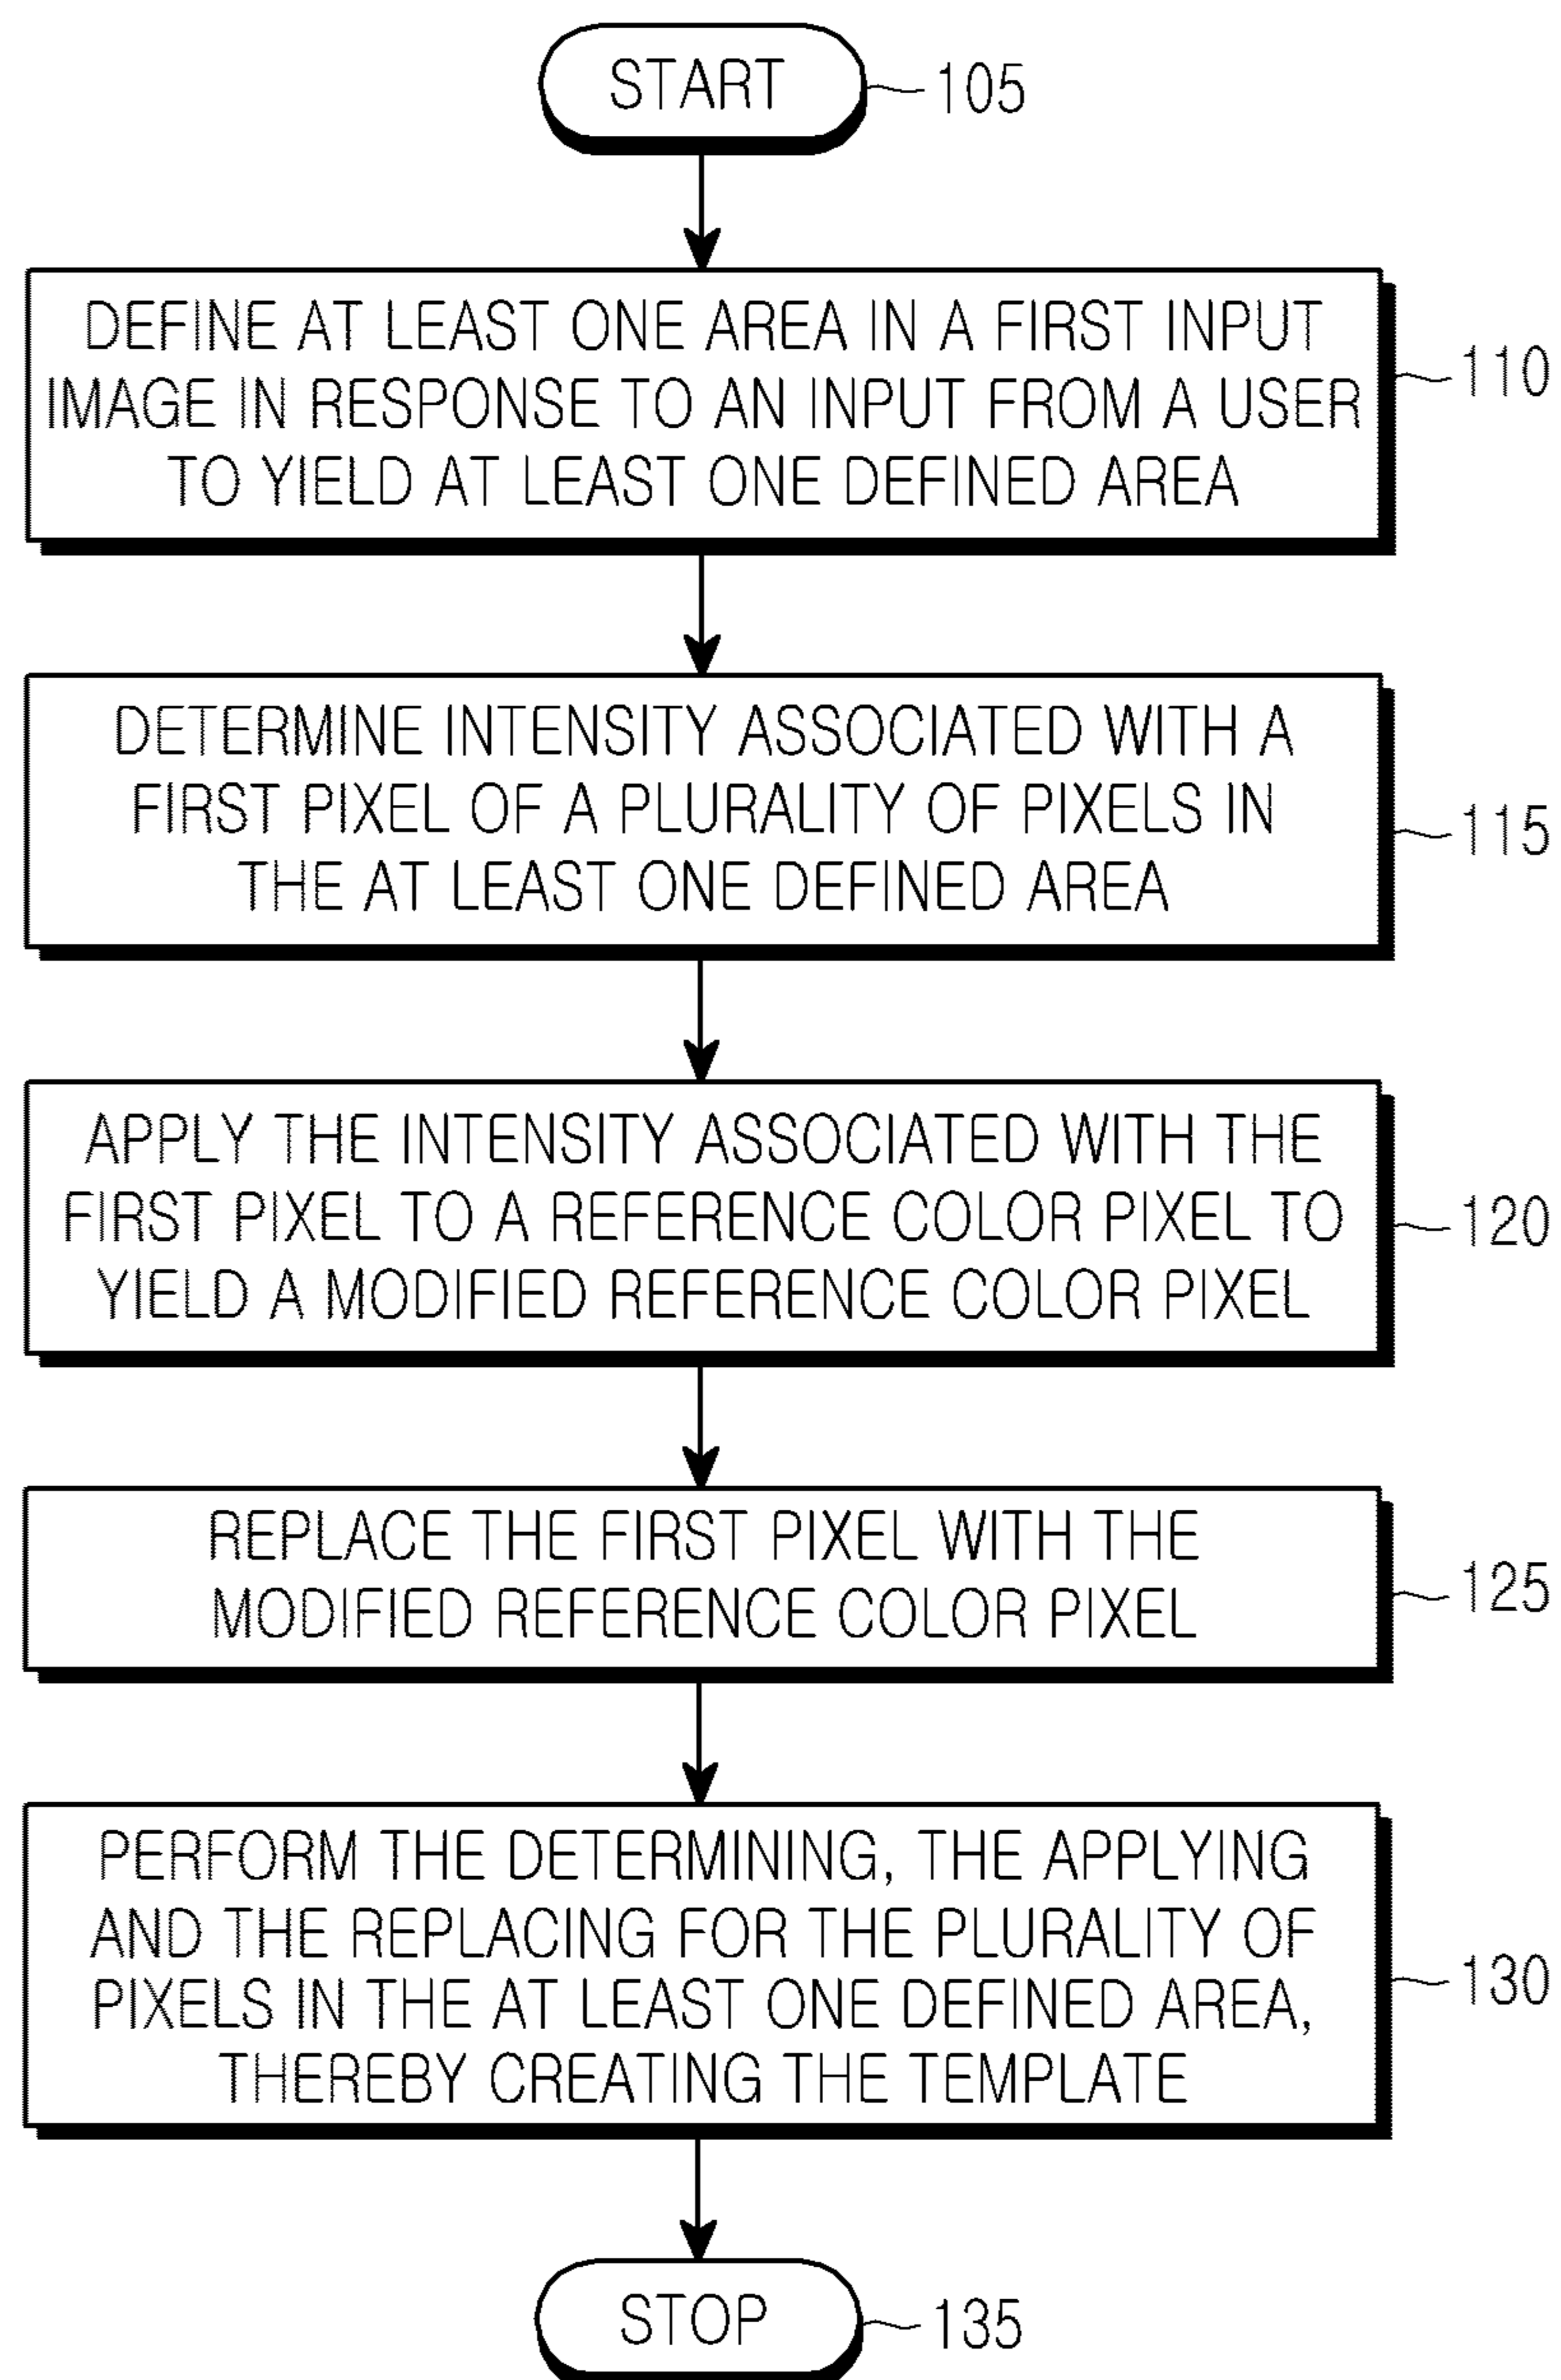 START
105
DEFINE AT LEAST ONE AREA IN A FIRST INPUT
IMAGE IN RESPONSE TO AN INPUT FROM A USER
TO YIELD AT LEAST ONE DEFINED AREA
110
DETERMINE INTENSITY ASSOCIATED WITH A
FIRST PIXEL OF A PLURALITY OF PIXELS IN
THE AT LEAST ONE DEFINED AREA
115
APPLY THE INTENSITY ASSOCIATED WITH THE
FIRST PIXEL TO A REFERENCE COLOR PIXEL TO
YIELD A MODIFIED REFERENCE COLOR PIXEL
120
REPLACE THE FIRST PIXEL WITH THE
MODIFIED REFERENCE COLOR PIXEL
125
PERFORM THE DETERMINING, THE APPLYING
AND THE REPLACING FOR THE PLURALITY OF
PIXELS IN THE AT LEAST ONE DEFINED AREA,
THEREBY CREATING THE TEMPLATE
130
STOP
135